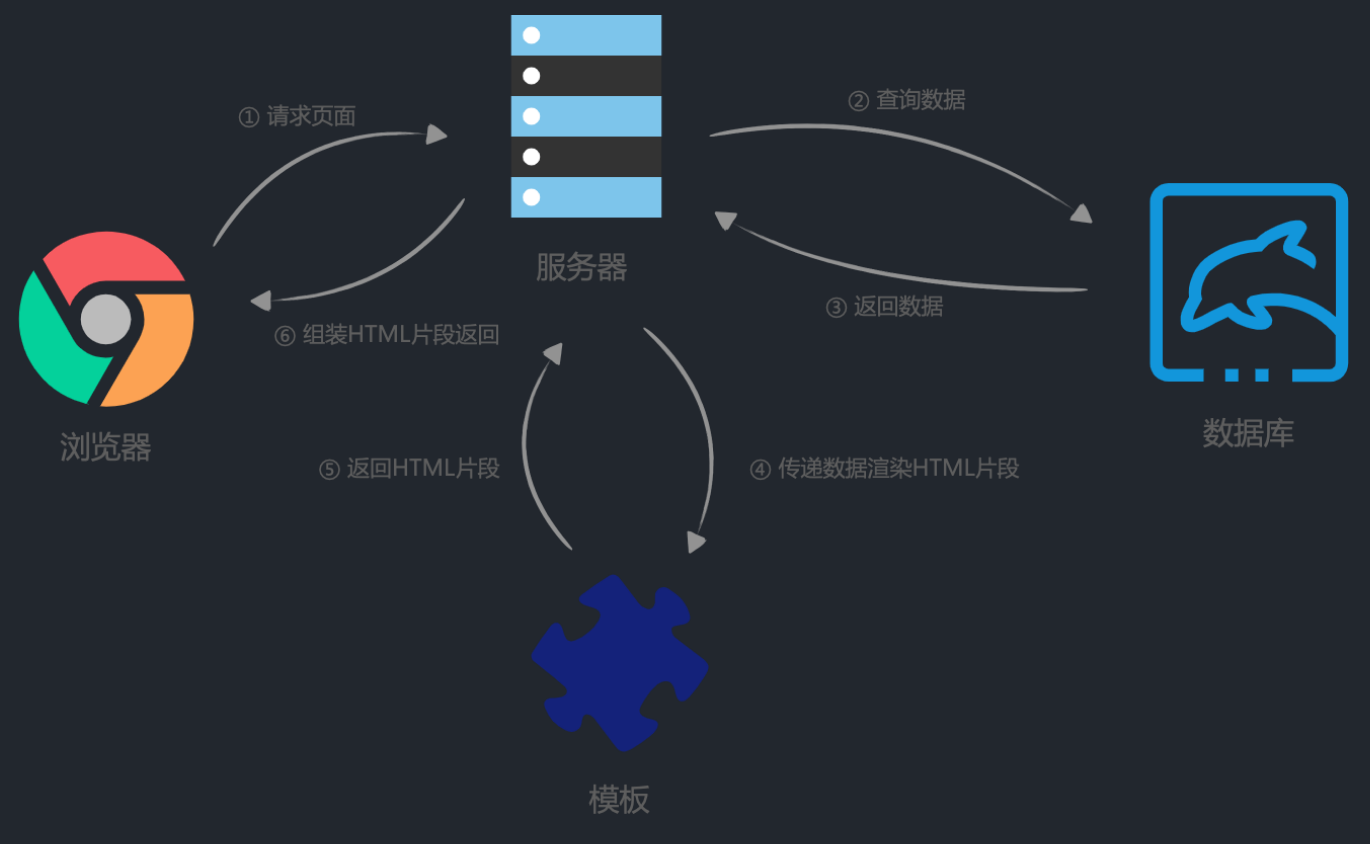 ① 请求页面
② 查询数据
服务器
③ 返回数据
⑥ 组装HTML片段返回
浏览器
数据库
⑤ 返回HTML片段
④ 传递数据渲染HTML片段
模板